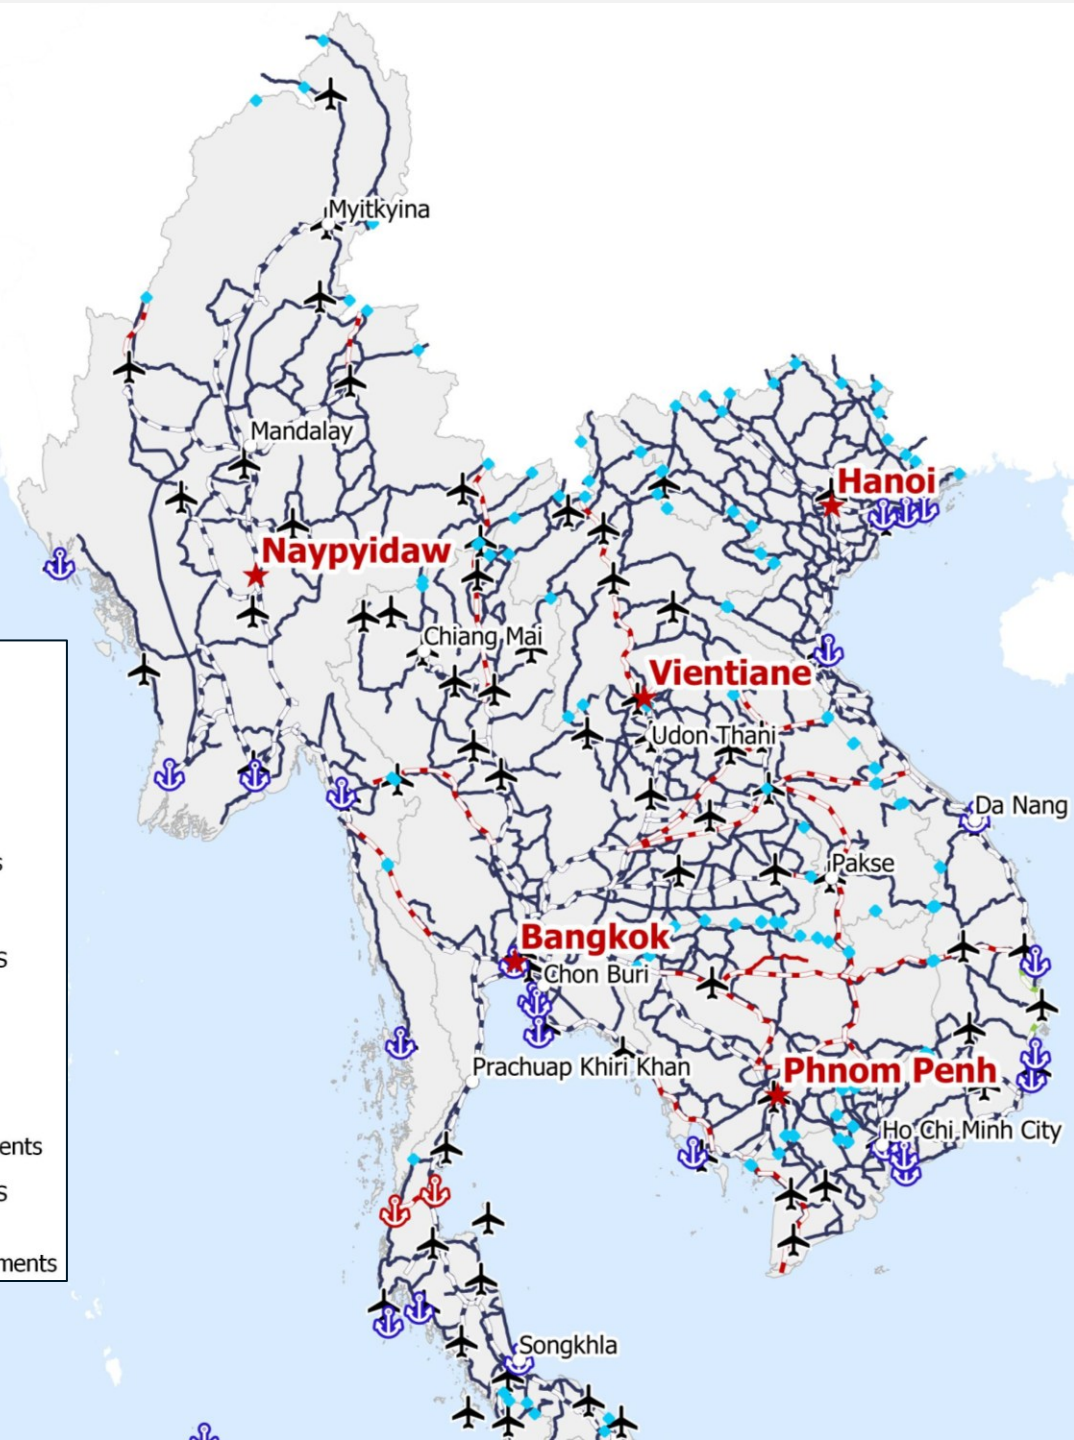 Myitkyina
Mandalay
Hanoi
Naypyidaw
Chiang Mai
Vientiane
Udon Thani
Da Nang
Pakse
Bangkok
Chon Buri
Prachuap Khiri Khan
Phnom Penh
Ho Chi Minh City
s
s
ents
s
ments
Songkhla